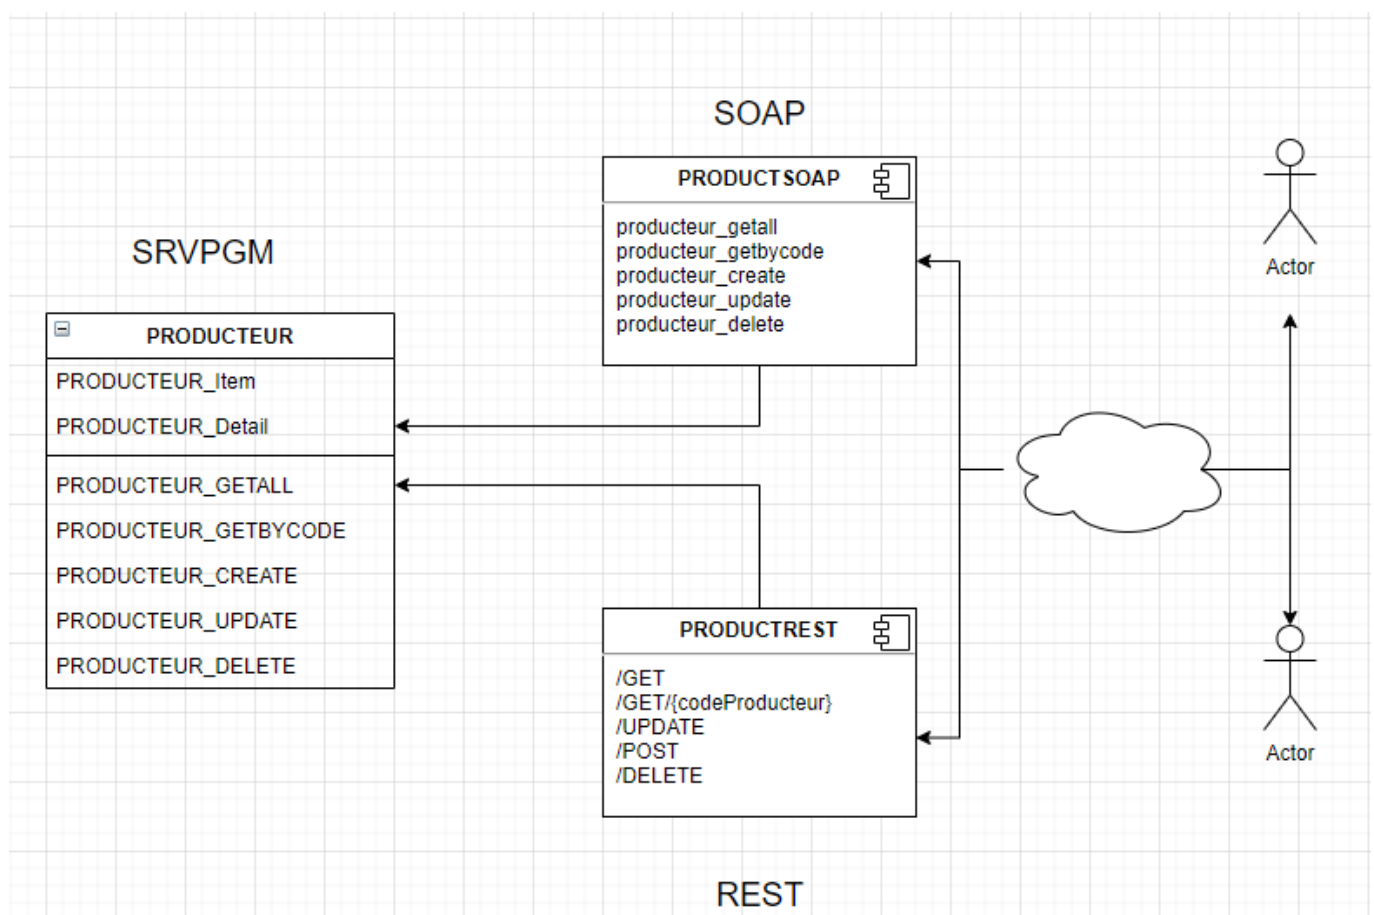 SOAP
PRODUCTSOAP
producteur_getall
producteur_getbycode
producteur_create
producteur_update
producteur_delete
Actor
SRVPGM
PRODUCTEUR
PRODUCTEUR_Item
PRODUCTEUR_Detail
PRODUCTEUR_GETALL
PRODUCTEUR_GETBYCODE
PRODUCTEUR_CREATE
PRODUCTEUR_UPDATE
PRODUCTEUR_DELETE
PRODUCTREST
/GET
/GET/{codeProducteur}
/UPDATE
/POST
/DELETE
Actor
REST